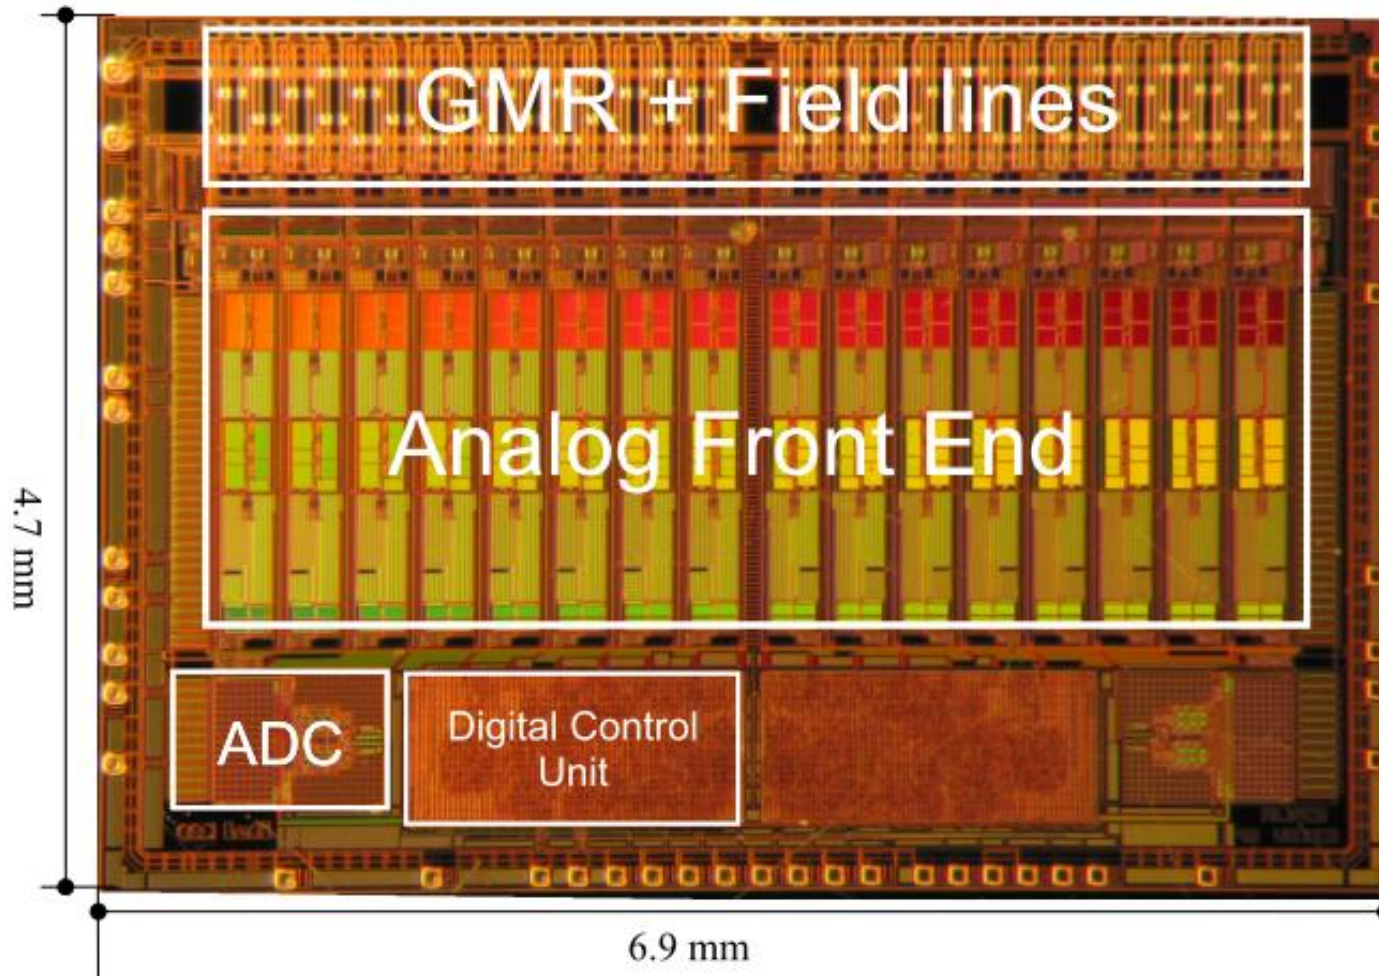 GMR + Field lines
Analog Front End
ADC
Digital Control
Unit
4.7 mm
6.9 mm